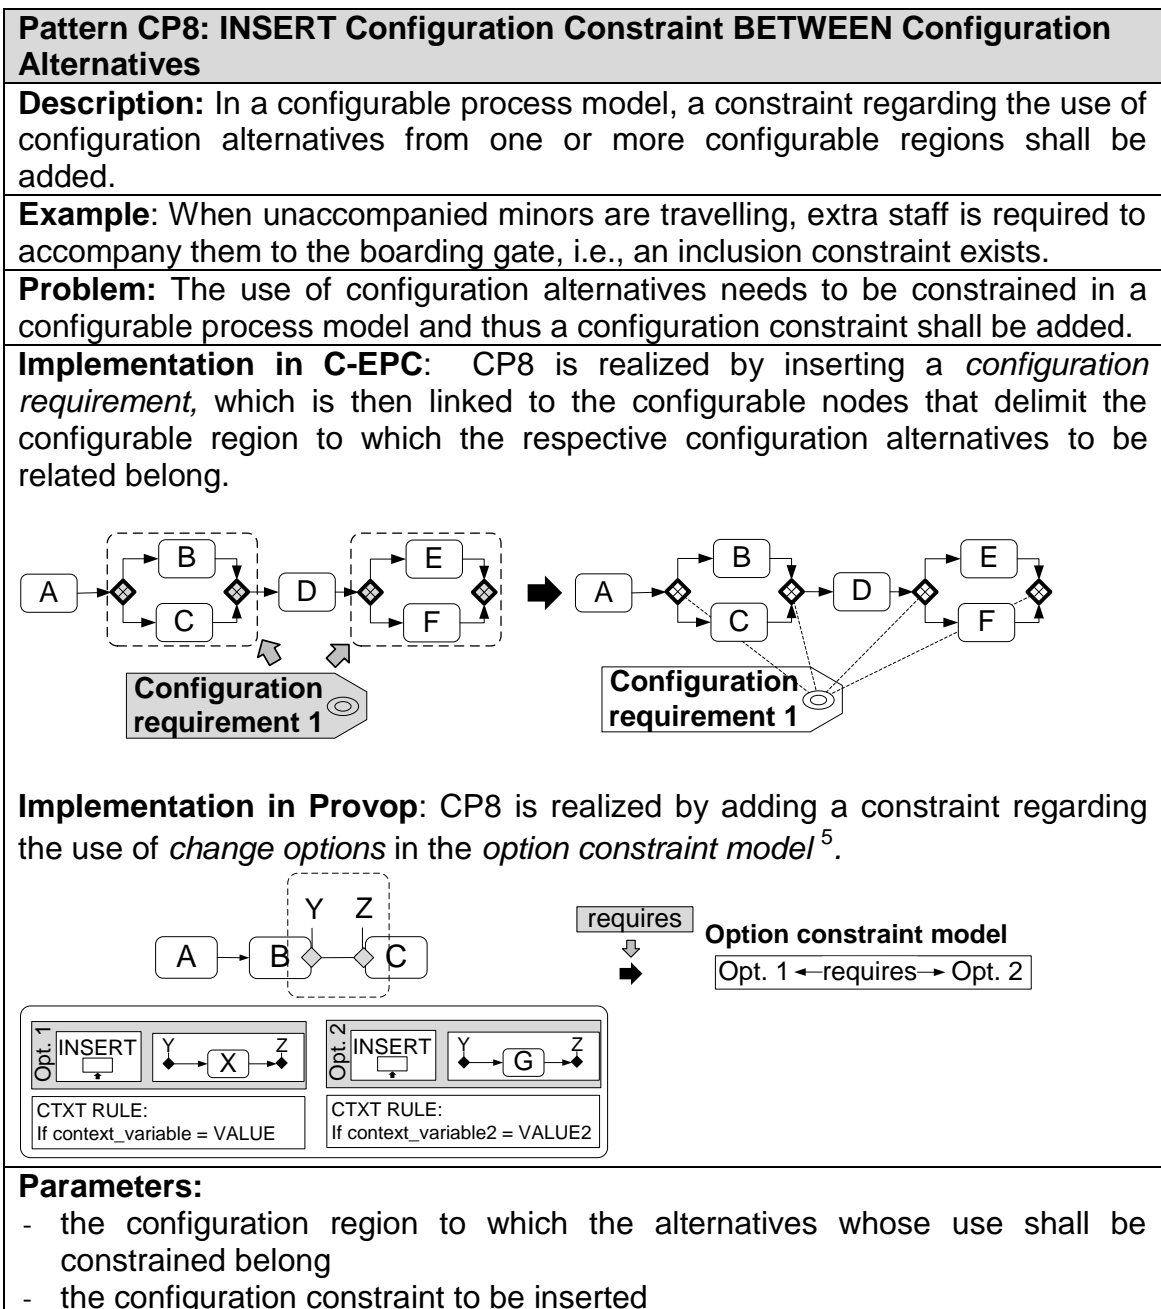 Pattern CP8: INSERT Configuration Constraint BETWEEN Configuration
Alternatives
Description: In a configurable process model, a constraint regarding the use of
configuration alternatives from one or more configurable regions shall be
added.
Example: When unaccompanied minors are travelling, extra staff is required to
accompany them to the boarding gate, i.e., an inclusion constraint exists.
Problem: The use of configuration alternatives needs to be constrained in a
configurable process model and thus a configuration constraint shall be added.
Implementation in C-EPC: CP8 is realized by inserting a configuration
requirement, which is then linked to the configurable nodes that delimit the
configurable region to which the respective configuration alternatives to be
related belong.
A B C D E F
Configuration
requirement 1
A B C D E F
Configuration
requirement 1
Implementation in Provop: CP8 is realized by adding a constraint regarding
the use of change options in the option constraint model 5.
Y Z
A B C
requires
Option constraint model
Opt. 1 requires Opt. 2
Opt. 1
INSERT
Y X Z
CTXT RULE:
If context_variable = VALUE
Opt. 2
INSERT
Y G Z
CTXT RULE:
If context_variable2 = VALUE2
Parameters:
- the configuration region to which the alternatives whose use shall be
constrained belong
- the configuration constraint to be inserted